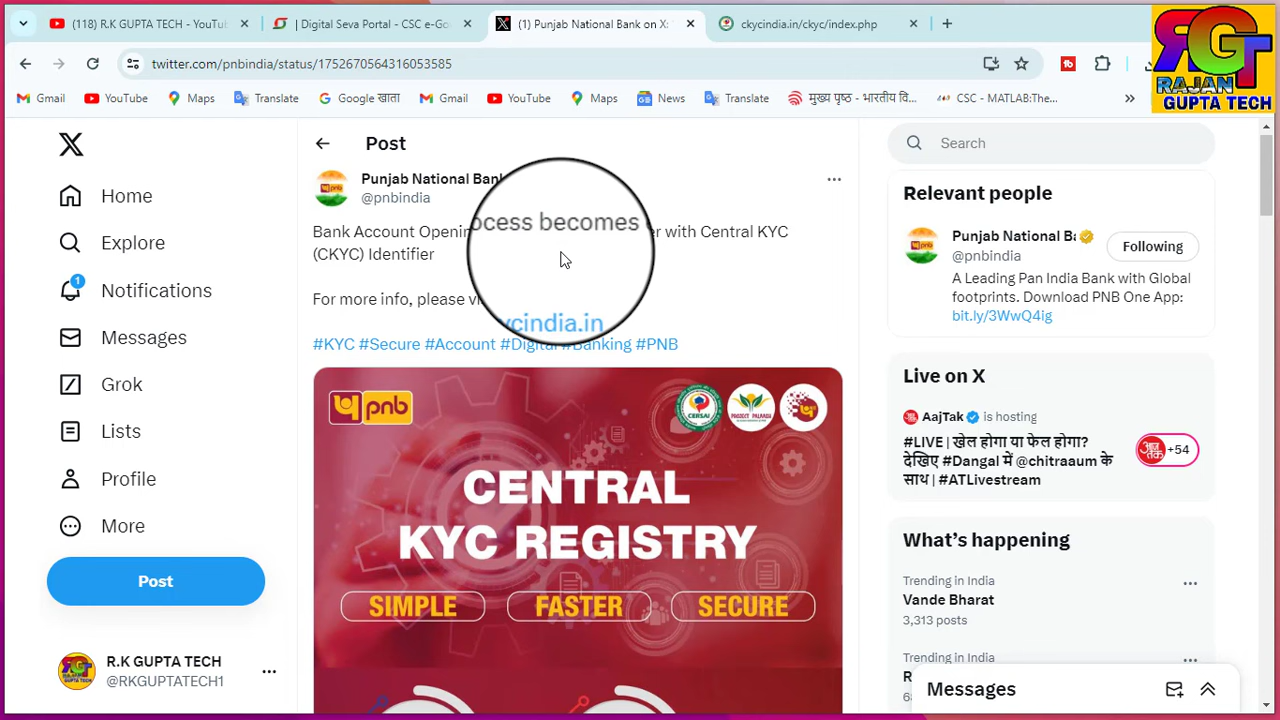 (118) R.K GUPTA TECH - YouTu
| Digital Seva Portal - CSC e-Go
(1) Punjab National Bank on X:
ckycindia.in/ckyc/index.php
twitter.com/pnbindia/status/1752670564316053585
Gmail
YouTube
Maps
Translate
Google खाता
Gmail
YouTube
Maps
News
Translate
मुख्य पृष्ठ - भारतीय वि...
CSC - MATLAB:The...
RGT
RAJAN
GUPTA TECH
Home
Explore
1
Notifications
Messages
Grok
Lists
Profile
More
Post
R.K GUPTA TECH
@RKGUPTATECH1
Post
Punjab National Bank
@pnbindia
Bank Account Openin
ocess becomes
r with Central KYC
(CKYC) Identifier
For more info, please vi
ycindia.in
#KYC #Secure #Account #Digital #Banking #PNB
pnb
CERSAI
CENTRAL
KYC REGISTRY
SIMPLE
FASTER
SECURE
Search
Relevant people
Punjab National Ba
@pnbindia
Following
A Leading Pan India Bank with Global
footprints. Download PNB One App:
bit.ly/3WwQ4ig
Live on X
AajTak is hosting
#LIVE | खेल होगा या फेल होगा?
देखिए #Dangal में @chitraaum के
साथ | #ATLivestream
+54
What's happening
Trending in India
Vande Bharat
3,313 posts
Trending in India
Messages